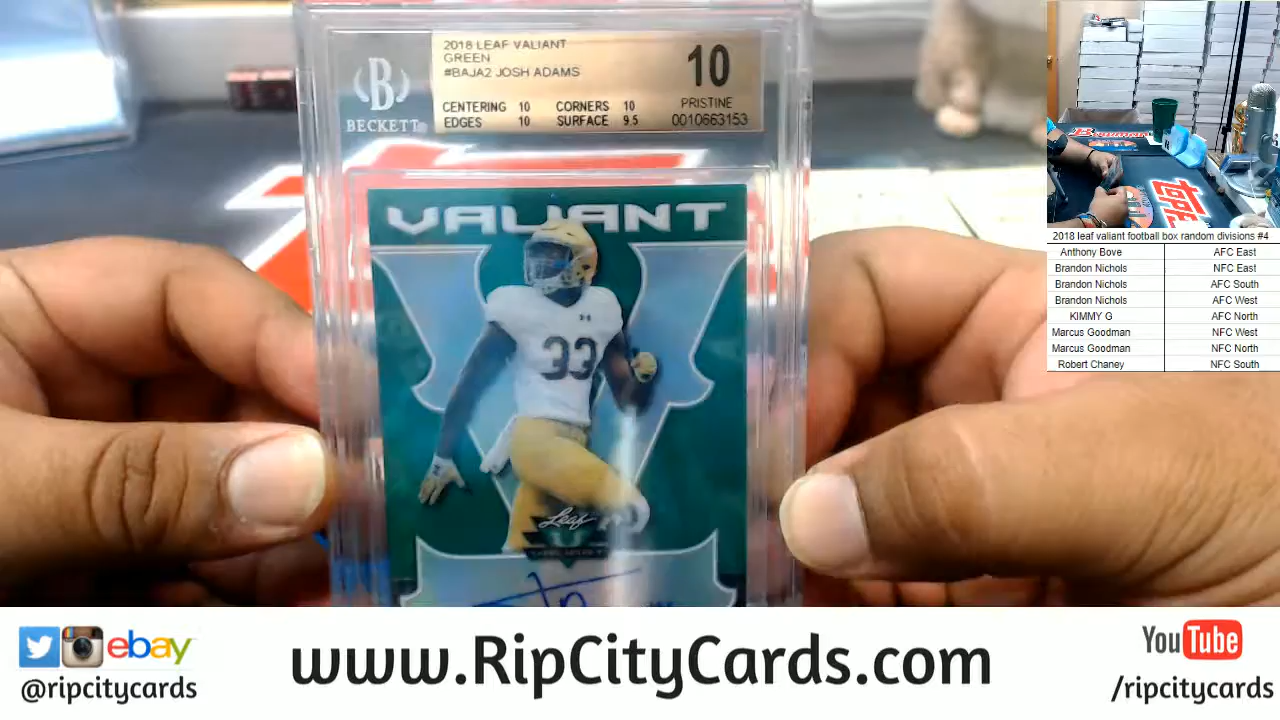 2018 LEAF VALIANT
GREEN
#BAJA2 JOSH ADAMS
10
PRISTINE
CENTERING 10 CORNERS 10
EDGES 10 SURFACE 9.5
0010663153
B
BECKETT
VALIANT
33
Leaf
TOPPS
2018 leaf valiant football box random divisions #4
Anthony Bove AFC East
Brandon Nichols NFC East
Brandon Nichols AFC South
Brandon Nichols AFC West
KIMMY G AFC North
Marcus Goodman NFC West
Marcus Goodman NFC North
Robert Chaney NFC South
ebay
@ripcitycards
www.RipCityCards.com
YouTube
/ripcitycards